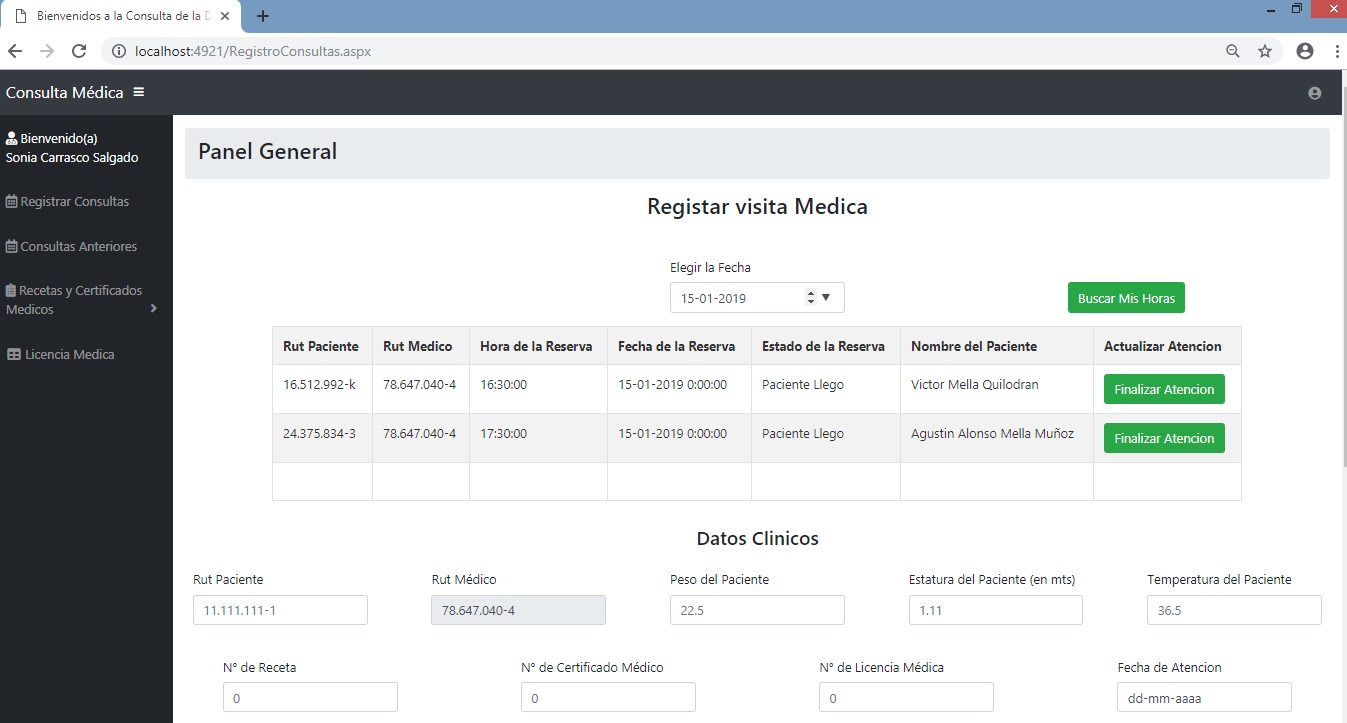 Bienvenidos a la Consulta de la D
localhost:4921/RegistroConsultas.aspx
Consulta Médica
Bienvenido(a)
Sonia Carrasco Salgado
Registrar Consultas
Consultas Anteriores
Recetas y Certificados
Medicos
Licencia Medica
Panel General
Registar visita Medica
Elegir la Fecha
15-01-2019
Buscar Mis Horas
Rut Paciente Rut Medico Hora de la Reserva Fecha de la Reserva Estado de la Reserva Nombre del Paciente Actualizar Atencion
16.512.992-k 78.647.040-4 16:30:00 15-01-2019 0:00:00 Paciente Llego Victor Mella Quilodran Finalizar Atencion
24.375.834-3 78.647.040-4 17:30:00 15-01-2019 0:00:00 Paciente Llego Agustin Alonso Mella Muñoz Finalizar Atencion
Datos Clinicos
Rut Paciente Rut Médico Peso del Paciente Estatura del Paciente (en mts) Temperatura del Paciente
11.111.111-1 78.647.040-4 22.5 1.11 36.5
N° de Receta N° de Certificado Médico N° de Licencia Médica Fecha de Atencion
0 0 0 dd-mm-aaaa